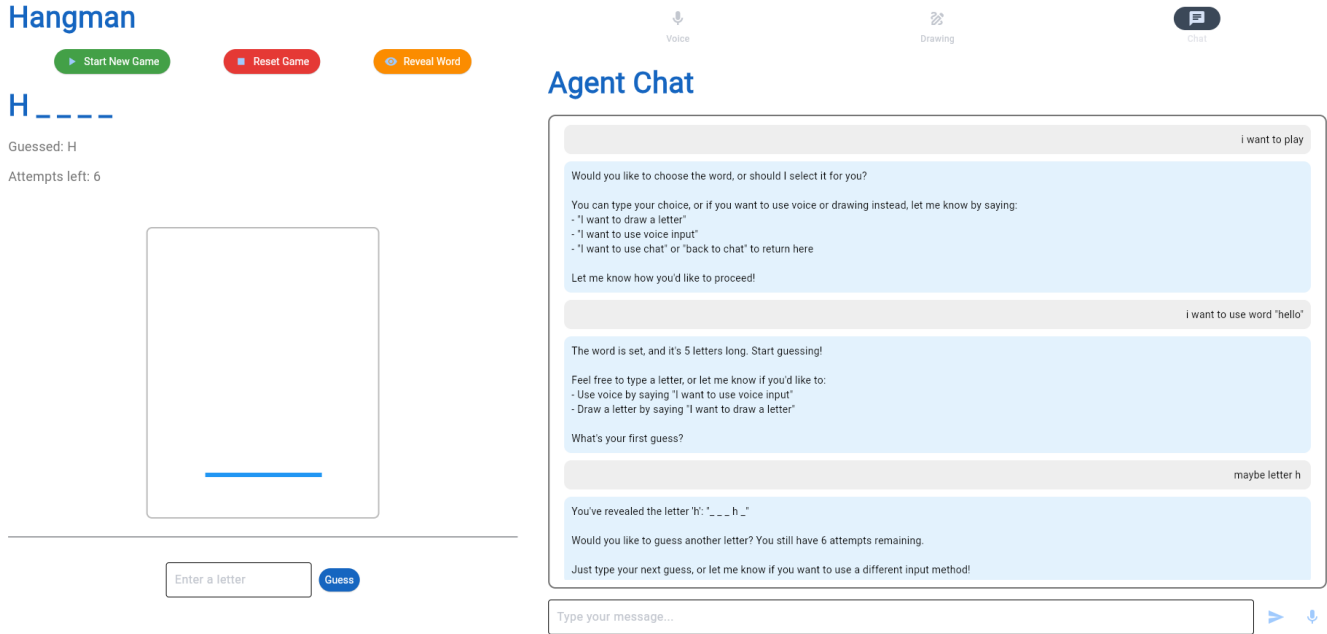 Hangman
Start New Game
Reset Game
Reveal Word
H _ _ _ _
Guessed: H
Attempts left: 6
Enter a letter
Guess
Voice
Drawing
Chat
Agent Chat
i want to play
Would you like to choose the word, or should I select it for you?
You can type your choice, or if you want to use voice or drawing instead, let me know by saying:
- "I want to draw a letter"
- "I want to use voice input"
- "I want to use chat" or "back to chat" to return here
Let me know how you'd like to proceed!
i want to use word "hello"
The word is set, and it's 5 letters long. Start guessing!
Feel free to type a letter, or let me know if you'd like to:
- Use voice by saying "I want to use voice input"
- Draw a letter by saying "I want to draw a letter"
What's your first guess?
maybe letter h
You've revealed the letter 'h': "_ _ _ h _"
Would you like to guess another letter? You still have 6 attempts remaining.
Just type your next guess, or let me know if you want to use a different input method!
Type your message...